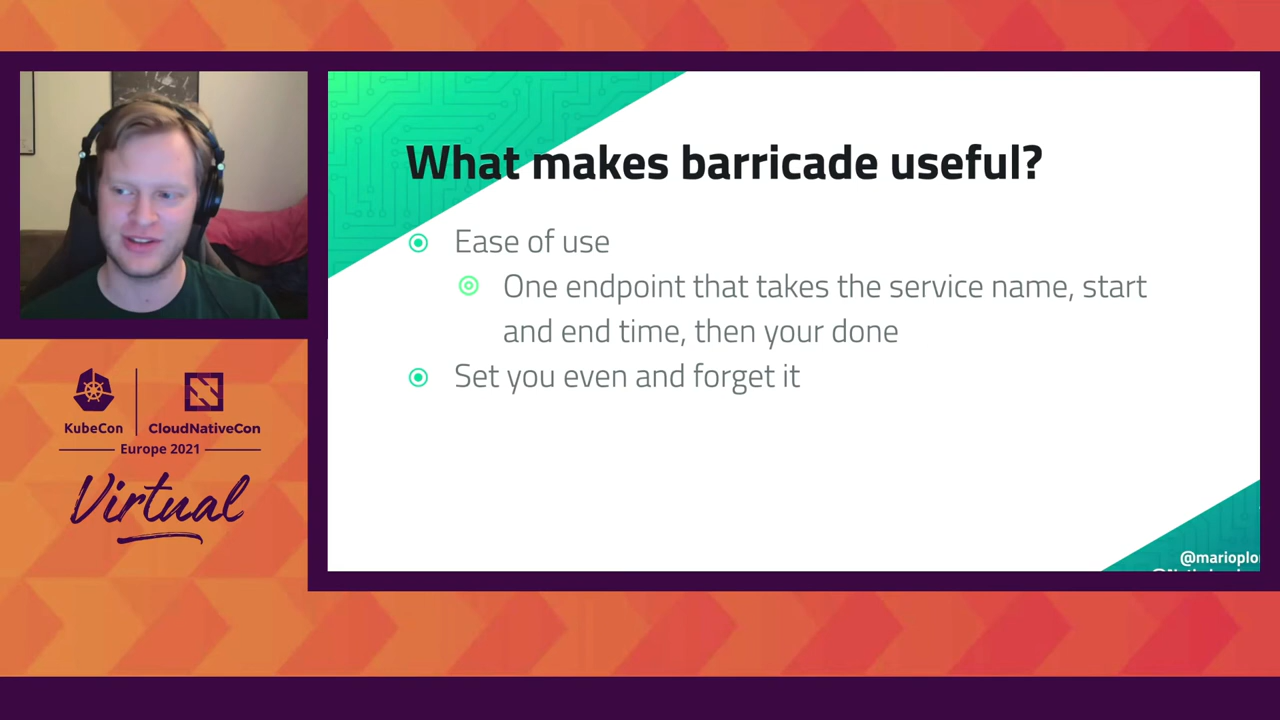 What makes barricade useful?
Ease of use
One endpoint that takes the service name, start
and end time, then your done
Set you even and forget it
KubeCon
CloudNativeCon
Europe 2021
Virtual
@marioplo